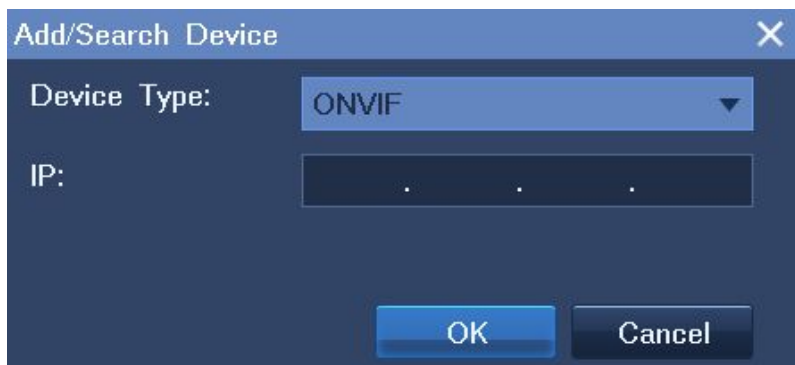 Add/Search Device
Device Type: ONVIF
IP: . . .
OK Cancel